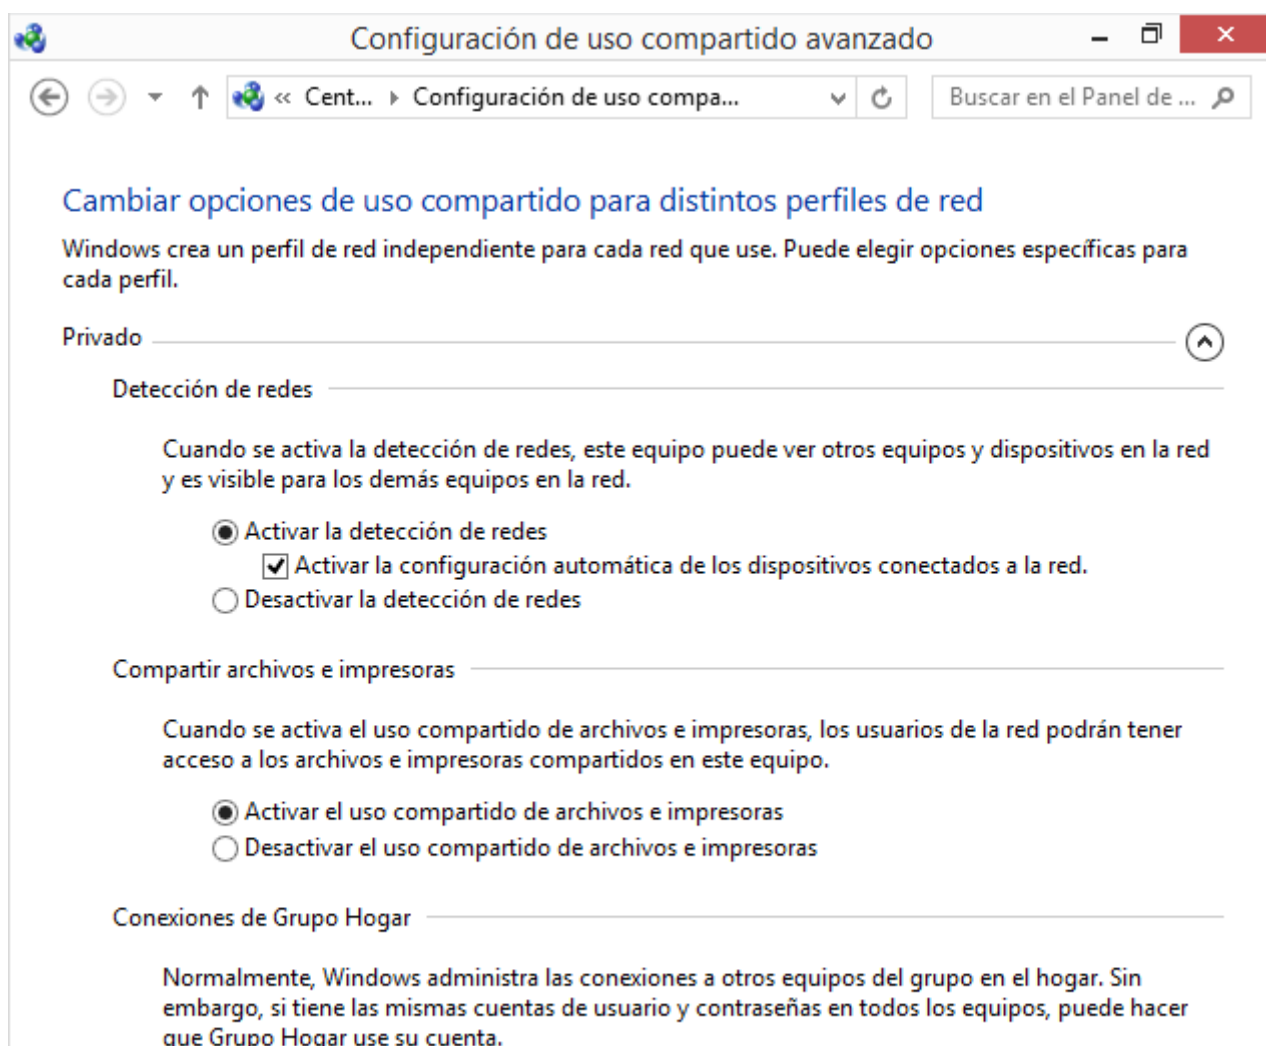 Configuración de uso compartido avanzado
« Cent... Configuración de uso compa... Buscar en el Panel de ...
Cambiar opciones de uso compartido para distintos perfiles de red
Windows crea un perfil de red independiente para cada red que use. Puede elegir opciones específicas para
cada perfil.
Privado
Detección de redes
Cuando se activa la detección de redes, este equipo puede ver otros equipos y dispositivos en la red
y es visible para los demás equipos en la red.
Activar la detección de redes
Activar la configuración automática de los dispositivos conectados a la red.
Desactivar la detección de redes
Compartir archivos e impresoras
Cuando se activa el uso compartido de archivos e impresoras, los usuarios de la red podrán tener
acceso a los archivos e impresoras compartidos en este equipo.
Activar el uso compartido de archivos e impresoras
Desactivar el uso compartido de archivos e impresoras
Conexiones de Grupo Hogar
Normalmente, Windows administra las conexiones a otros equipos del grupo en el hogar. Sin
embargo, si tiene las mismas cuentas de usuario y contraseñas en todos los equipos, puede hacer
que Grupo Hogar use su cuenta.